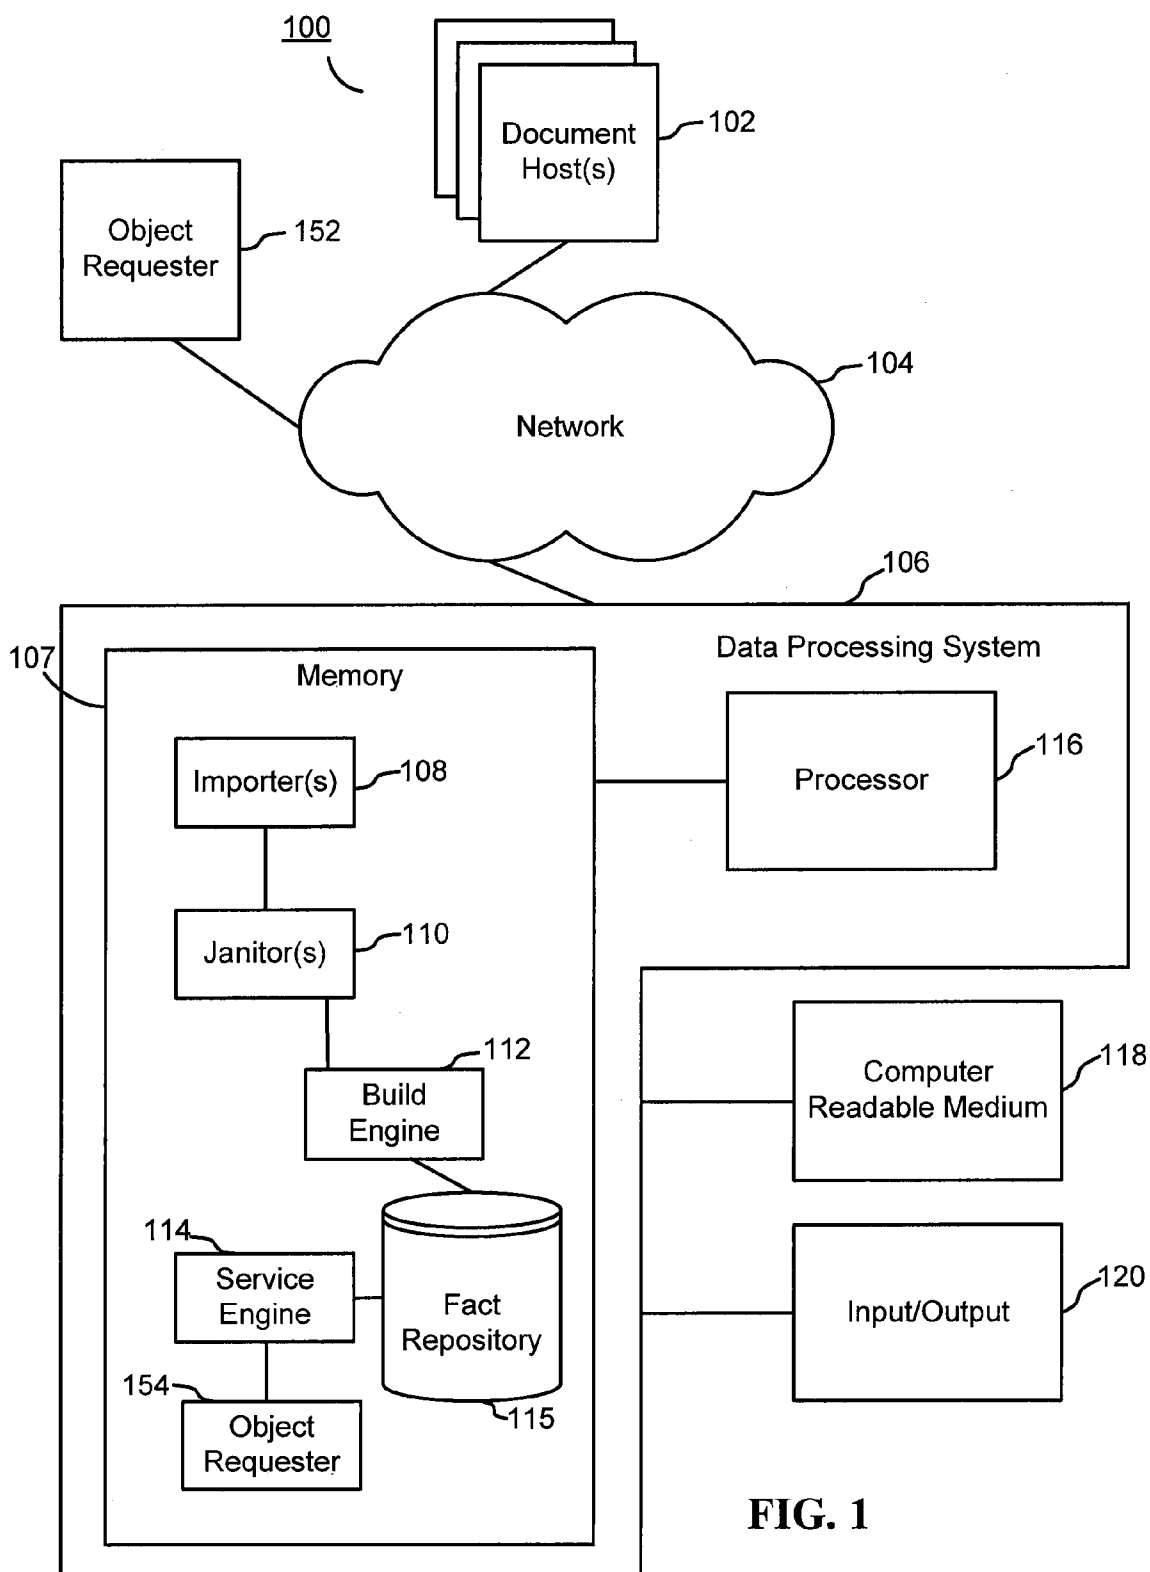 100
Document
Host(s)
102
Object
Requester
152
104
Network
106
Data Processing System
107
Memory
Processor
116
Importer(s)
108
Janitor(s)
110
112
Build
Engine
Computer
Readable Medium
118
114
Service
Engine
Fact
Repository
115
Input/Output
120
154
Object
Requester
FIG. 1